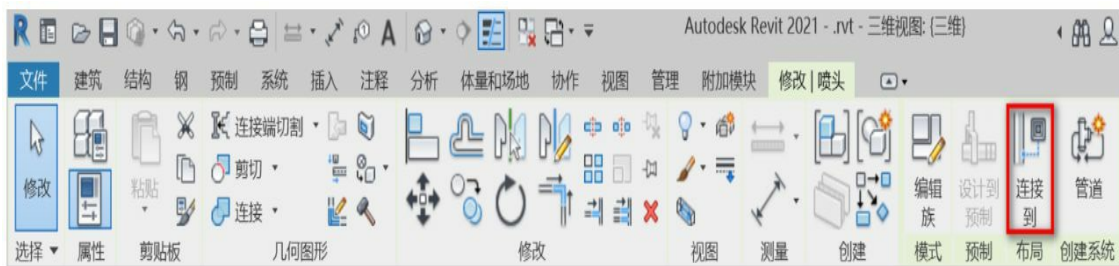 Autodesk Revit 2021 - .rvt - 三维视图: {三维}
文件 建筑 结构 钢 预制 系统 插入 注释 分析 体量和场地 协作 视图 管理 附加模块 修改 | 喷头
连接端切割
剪切
连接
修改
粘贴
编辑族
设计到预制
连接到
管道
选择 属性 剪贴板 几何图形 修改 视图 测量 创建 模式 预制 布局 创建系统